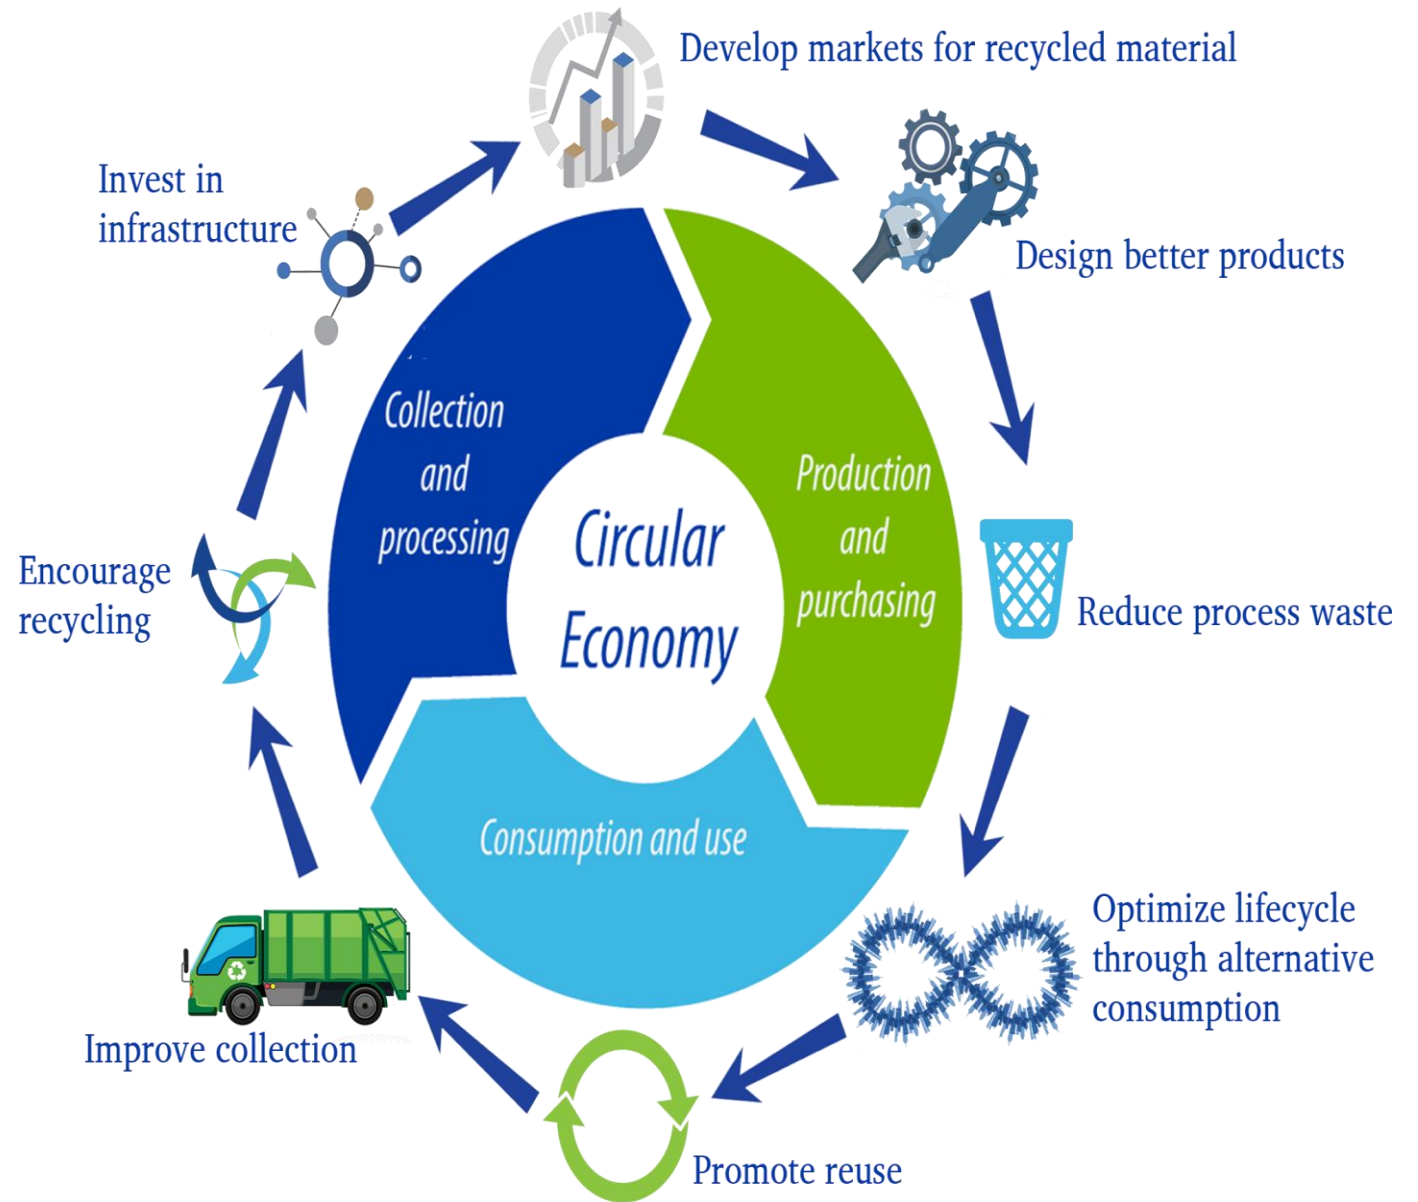 Develop markets for recycled material
Invest in
infrastructure
Design better products
Collection
and
processing
Production
and
purchasing
Circular
Economy
Encourage
recycling
Reduce process waste
Consumption and use
Optimize lifecycle
through alternative
consumption
Improve collection
Promote reuse